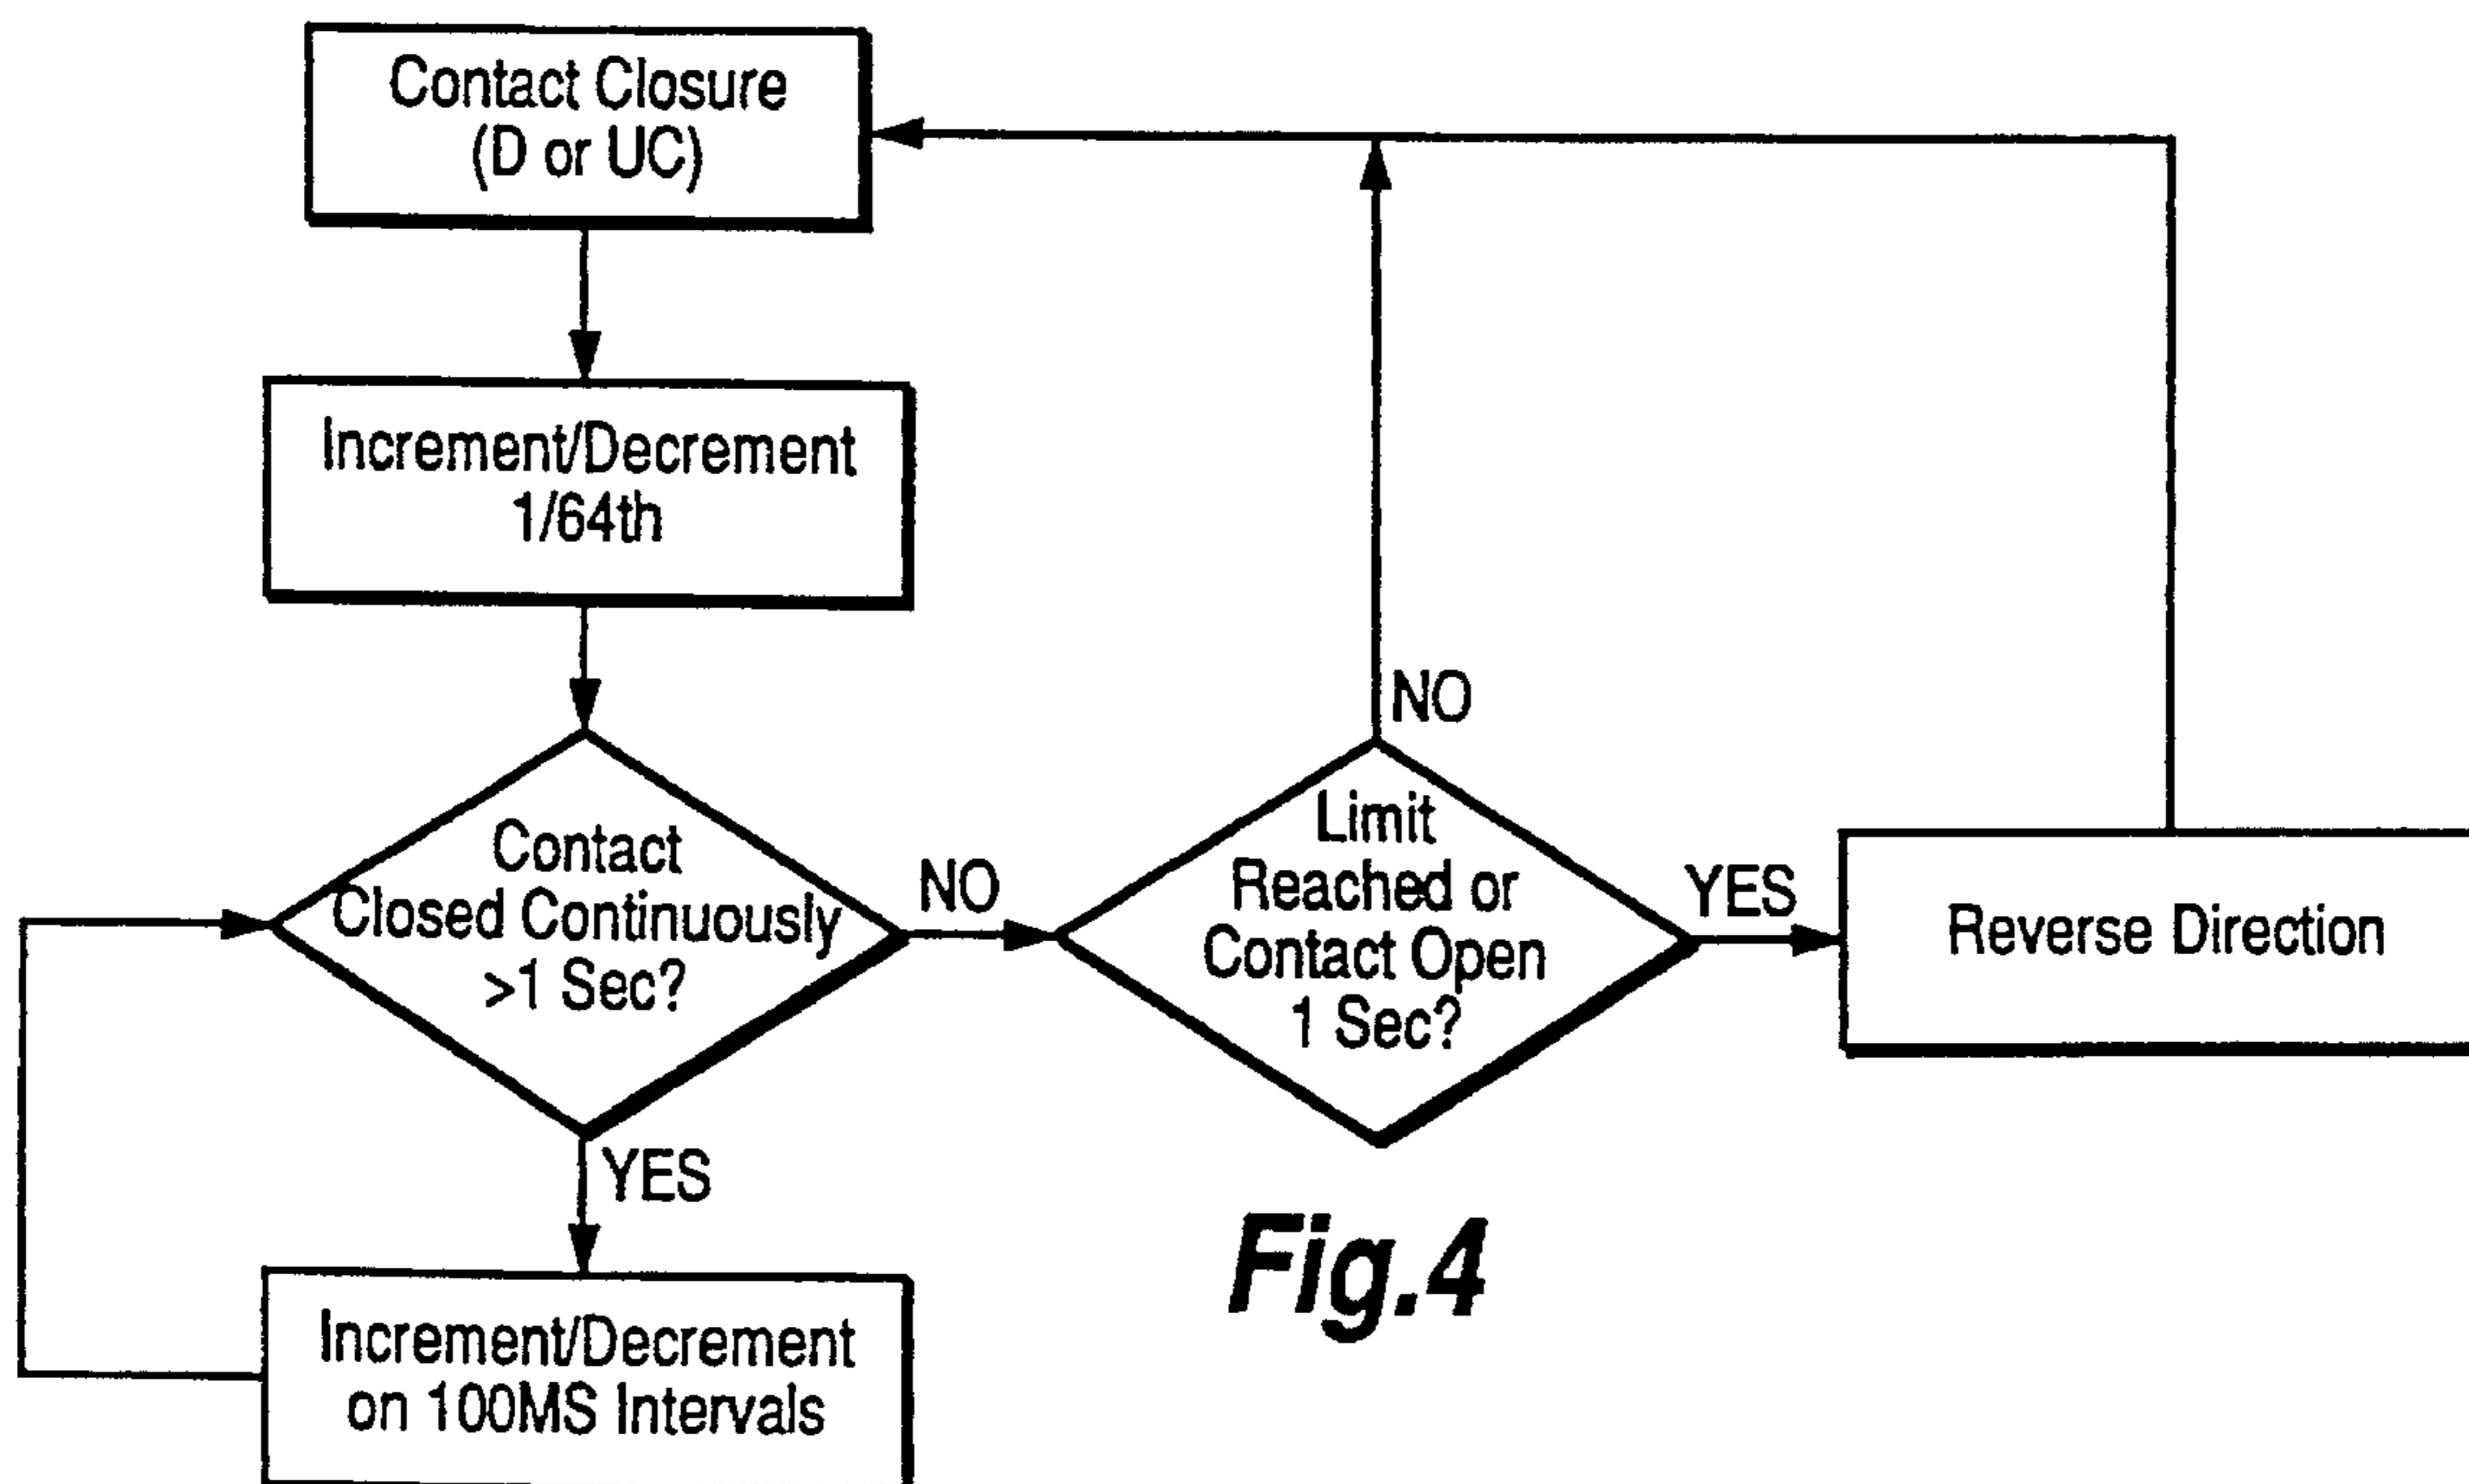 Contact Closure
(D or UC)
Increment/Decrement
1/64th
Contact
Closed Continuously
>1 Sec?
NO
YES
Increment/Decrement
on 100MS Intervals
Limit
Reached or
Contact Open
1 Sec?
NO
YES
Reverse Direction
Fig.4